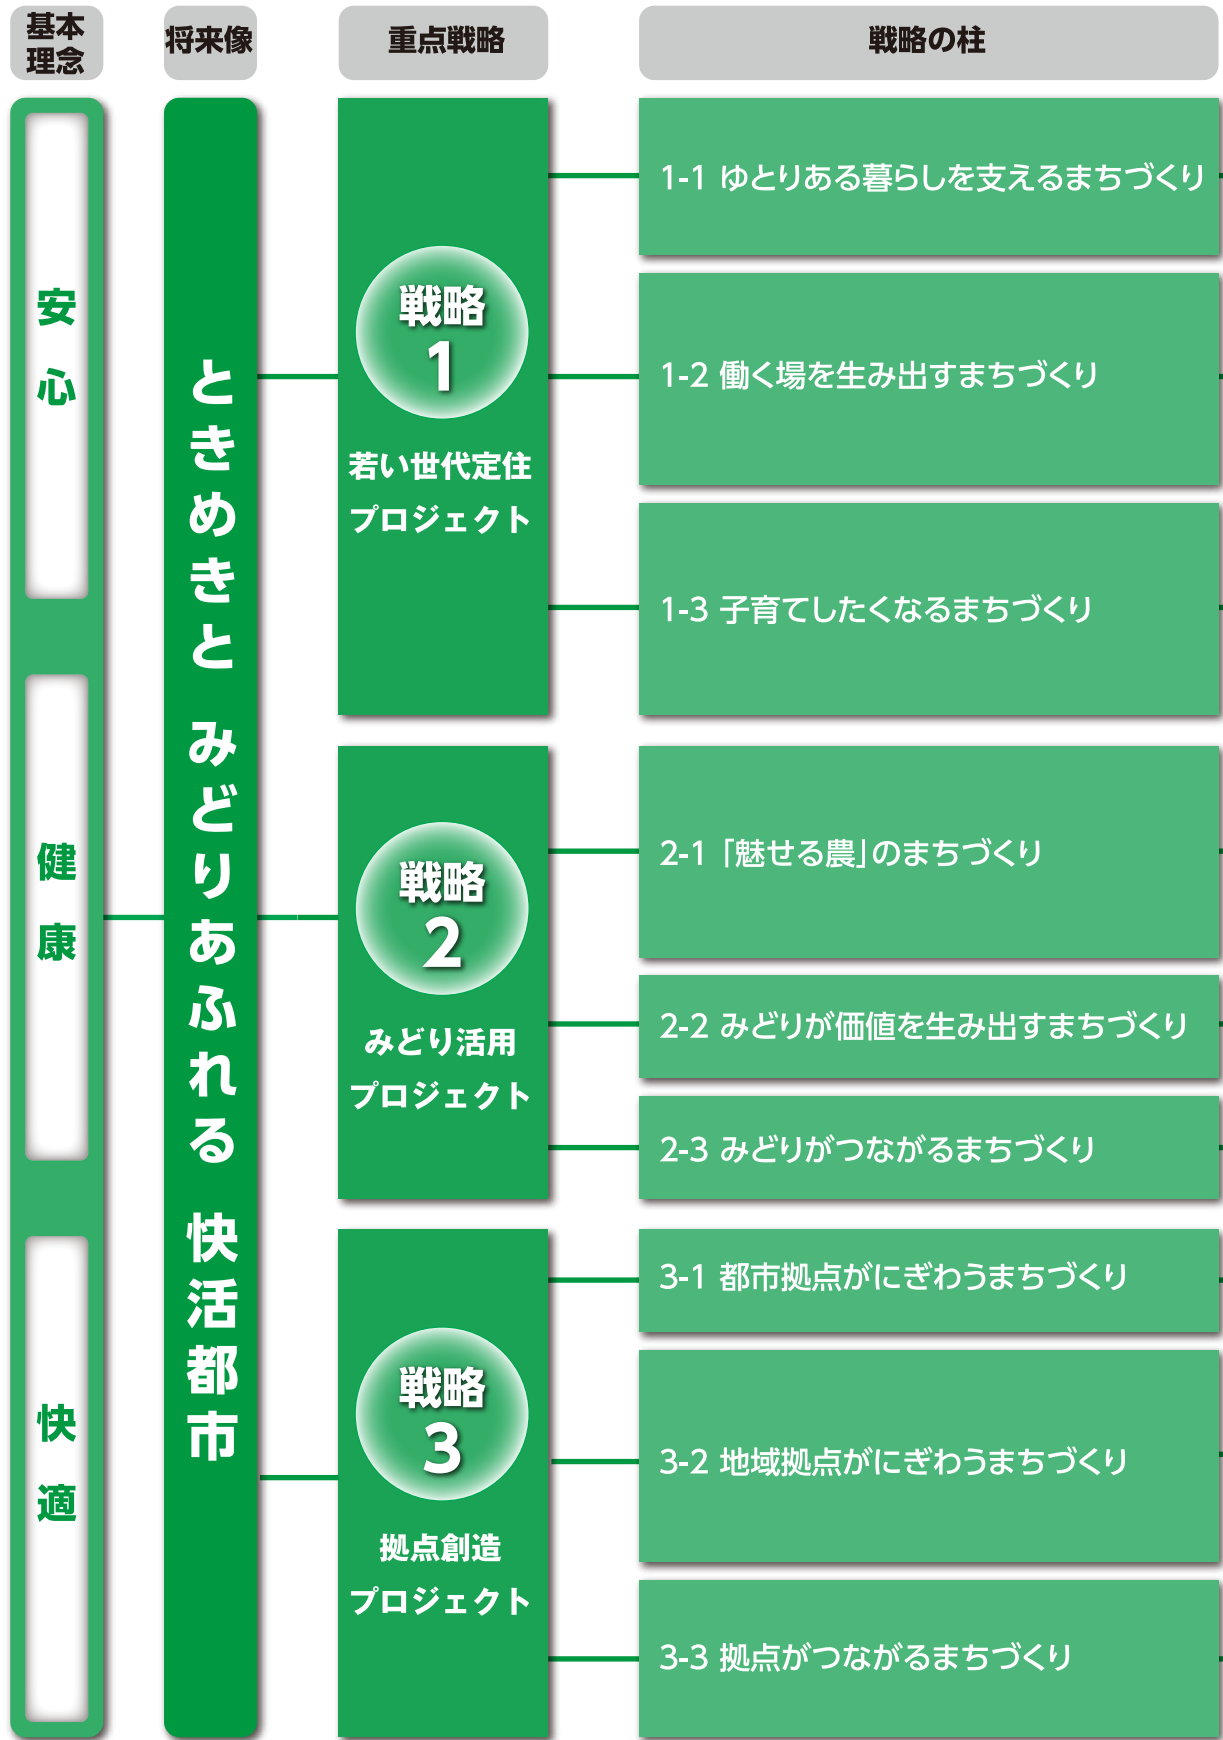 基本
理念
将来像
重点戦略
戦略の柱
安心
健康
快適
ときめきと みどりあふれる 快活都市
戦略
1
若い世代定住
プロジェクト
1-1 ゆとりある暮らしを支えるまちづくり
1-2 働く場を生み出すまちづくり
1-3 子育てしたくなるまちづくり
戦略
2
みどり活用
プロジェクト
2-1 「魅せる農」のまちづくり
2-2 みどりが価値を生み出すまちづくり
2-3 みどりがつながるまちづくり
戦略
3
拠点創造
プロジェクト
3-1 都市拠点がにぎわうまちづくり
3-2 地域拠点がにぎわうまちづくり
3-3 拠点がつながるまちづくり